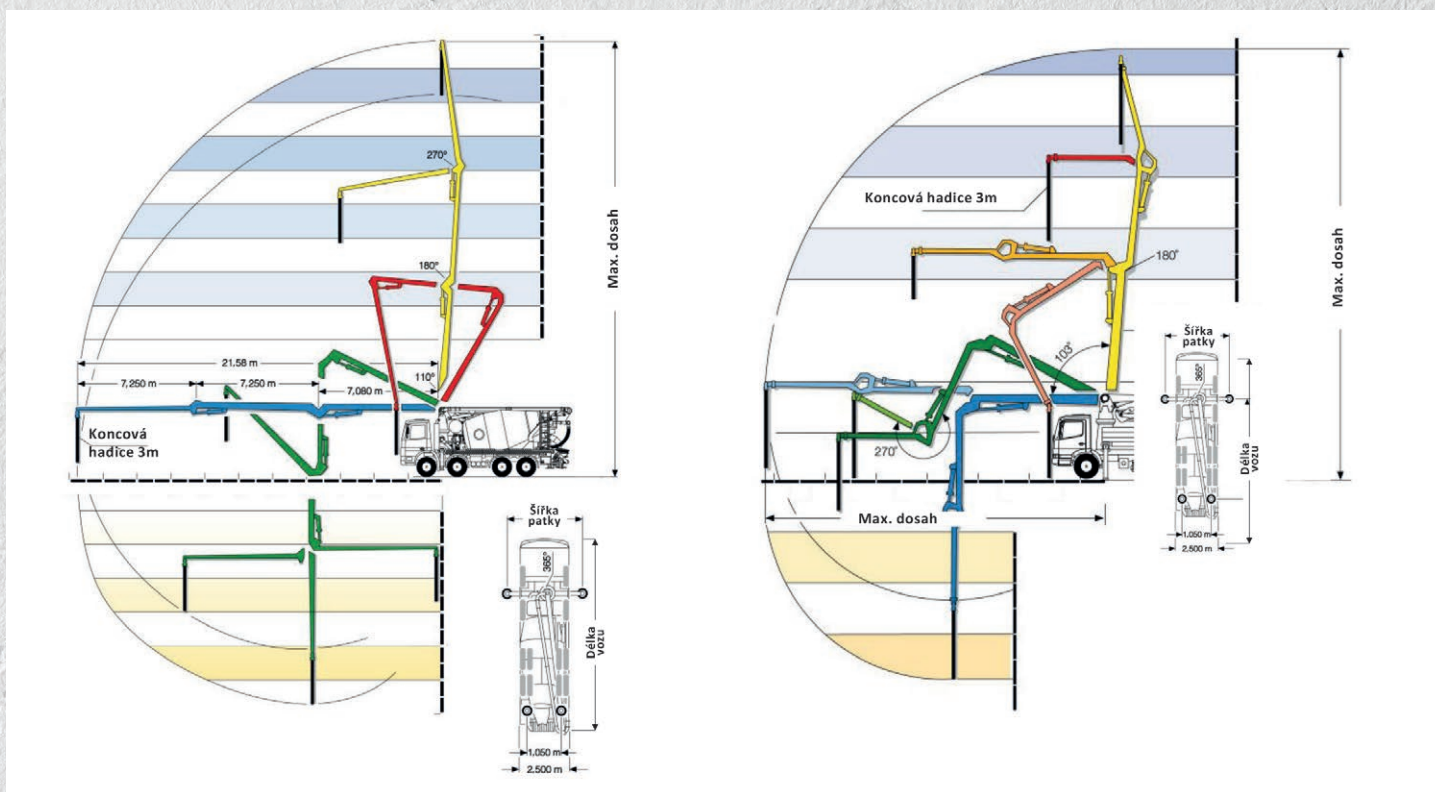 270°
180°
Max. dosah
21,58 m
7,250 m
7,250 m
7,080 m
110°
Koncová
hadice 3m
Šířka
patky
365°
Délka
vozu
1,050 m
2,500 m
Koncová hadice 3m
180°
Max. dosah
103°
270°
Max. dosah
Šířka
patky
365°
Délka
vozu
1,050 m
2,500 m